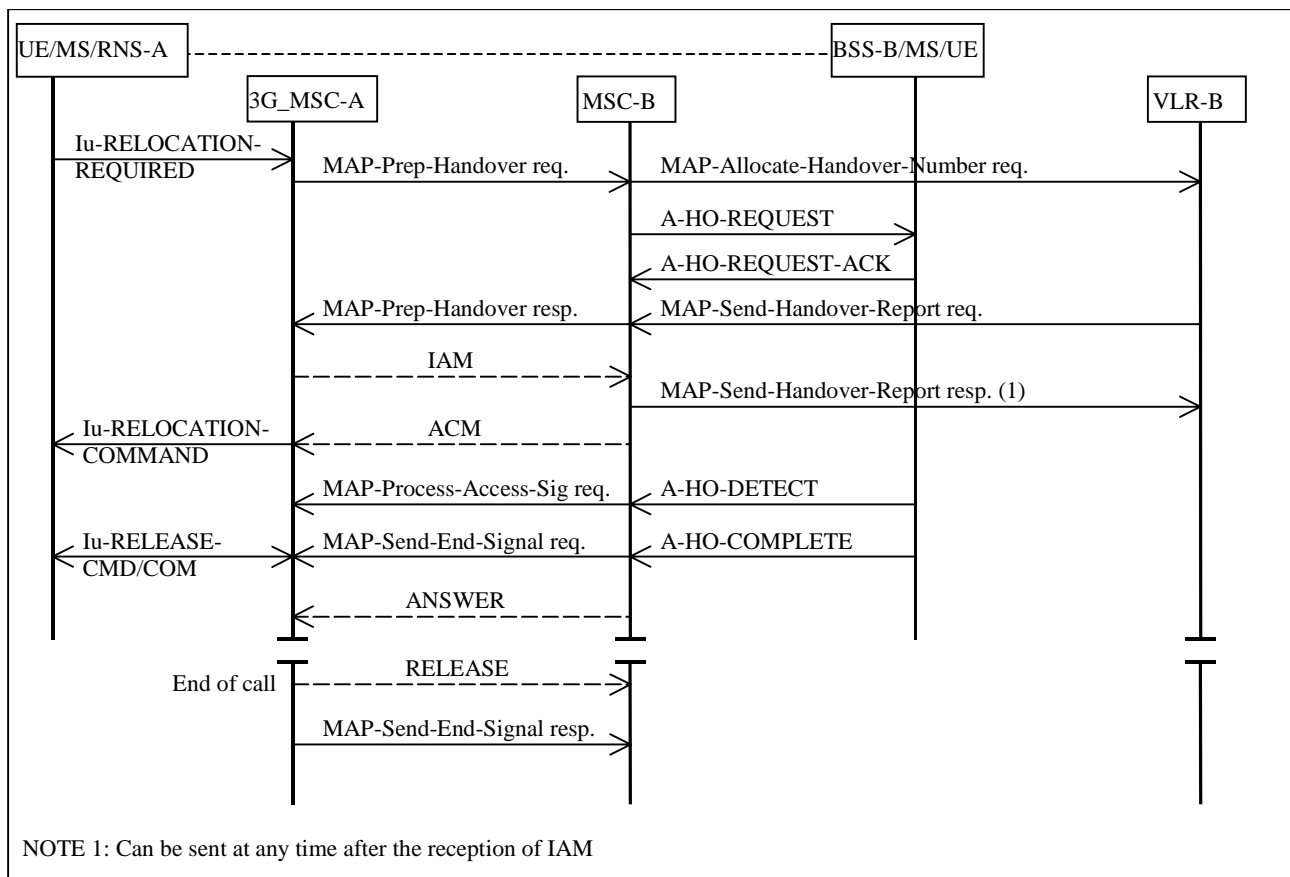 UE/MS/RNS-A
BSS-B/MS/UE
3G_MSC-A
MSC-B
VLR-B
Iu-RELOCATION-
REQUIRED
MAP-Prep-Handover req.
MAP-Allocate-Handover-Number req.
A-HO-REQUEST
A-HO-REQUEST-ACK
MAP-Prep-Handover resp.
MAP-Send-Handover-Report req.
IAM
MAP-Send-Handover-Report resp. (1)
Iu-RELOCATION-
COMMAND
ACM
MAP-Process-Access-Sig req.
A-HO-DETECT
Iu-RELEASE-
CMD/COM
MAP-Send-End-Signal req.
A-HO-COMPLETE
ANSWER
RELEASE
End of call
MAP-Send-End-Signal resp.
NOTE 1: Can be sent at any time after the reception of IAM